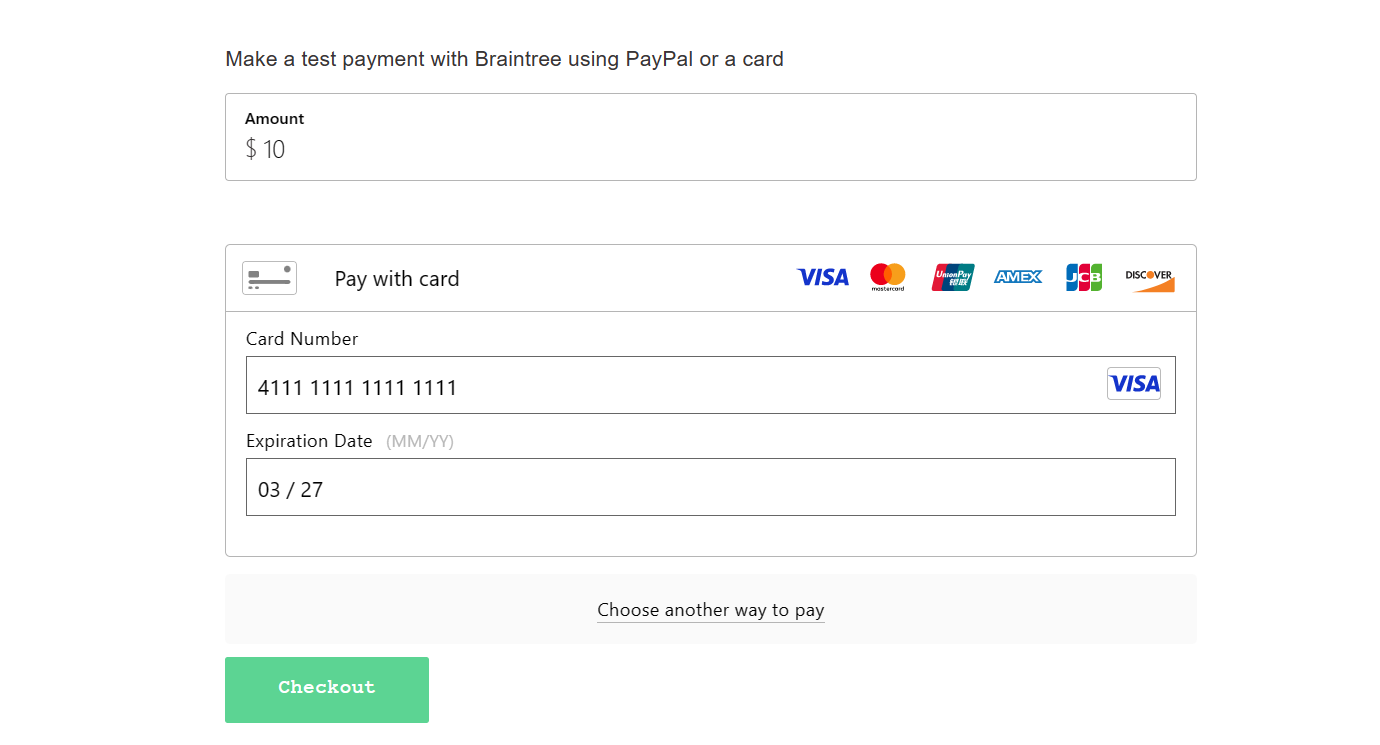 Make a test payment with Braintree using PayPal or a card
Amount
$ 10
Pay with card
VISA mastercard UnionPay 银联 AMEX JCB DISCOVER
Card Number
4111 1111 1111 1111 VISA
Expiration Date (MM/YY)
03 / 27
Choose another way to pay
Checkout